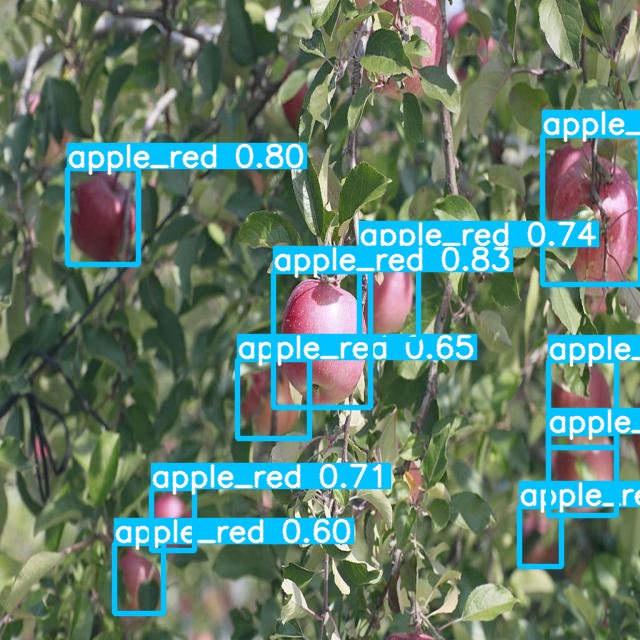 apple_
apple_red 0.80
apple_red 0.74
apple_red 0.83
apple_red 0.65
apple_
apple_
apple_red 0.71
apple_re
apple_red 0.60